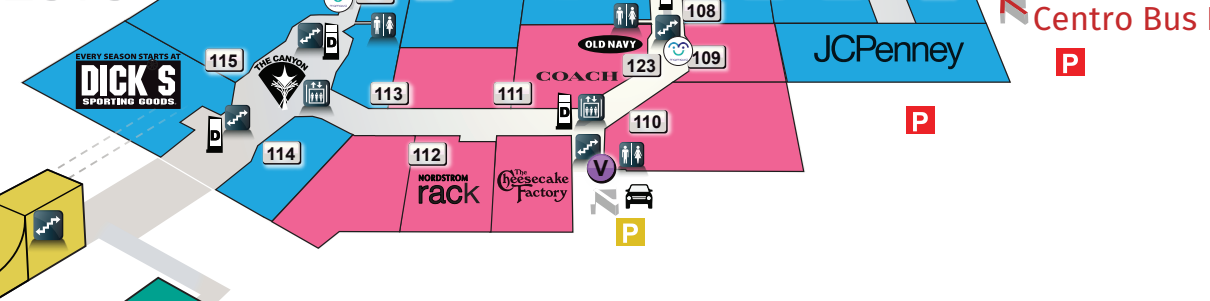 108
Centro Bus
OLD NAVY
JCPenney
EVERY SEASON STARTS AT
DICK'S
SPORTING GOODS
115
D
THE CANYON
COACH
123
109
P
113
111
D
110
P
D
114
112
NORDSTROM
rack
The
Cheesecake
Factory
V
P